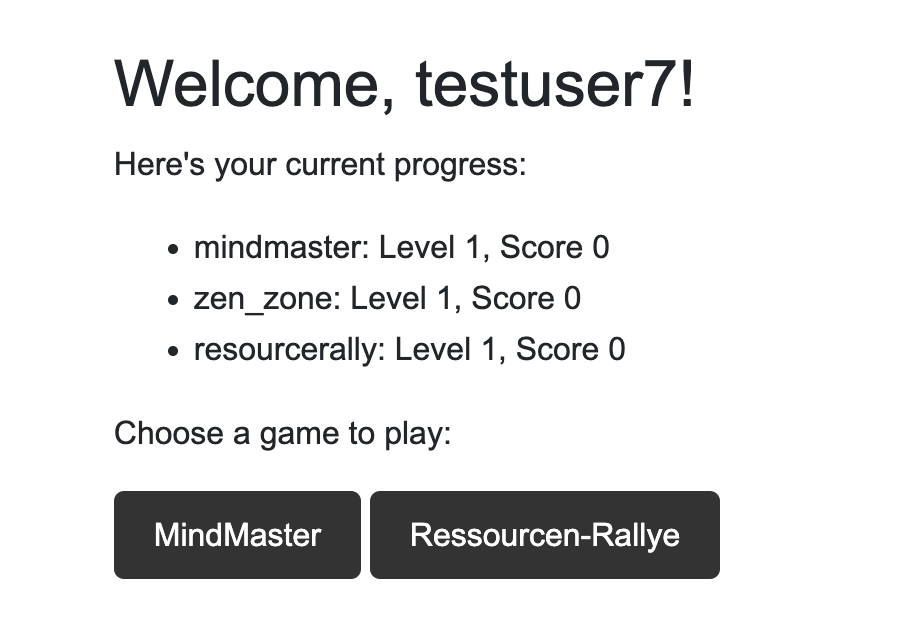 Welcome, testuser7!
Here's your current progress:
• mindmaster: Level 1, Score 0
• zen_zone: Level 1, Score 0
• resourcerally: Level 1, Score 0
Choose a game to play:
MindMaster Ressourcen-Rallye